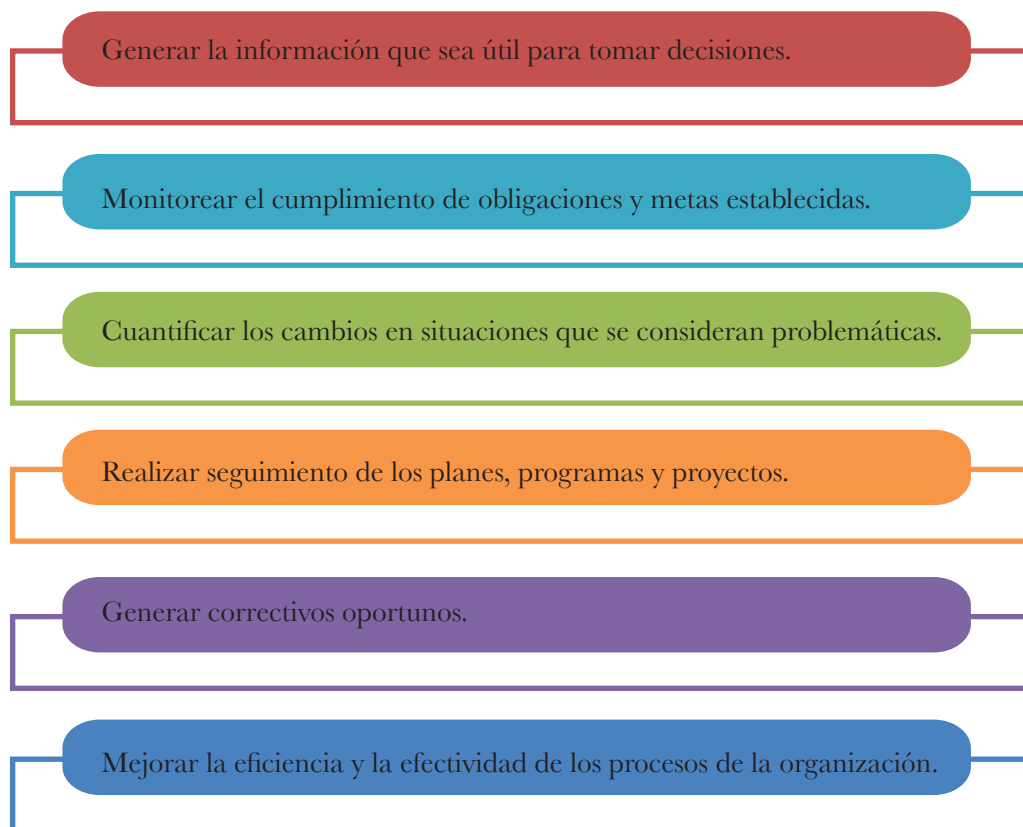 Generar la información que sea útil para tomar decisiones.
Monitorear el cumplimiento de obligaciones y metas establecidas.
Cuantificar los cambios en situaciones que se consideran problemáticas.
Realizar seguimiento de los planes, programas y proyectos.
Generar correctivos oportunos.
Mejorar la eficiencia y la efectividad de los procesos de la organización.